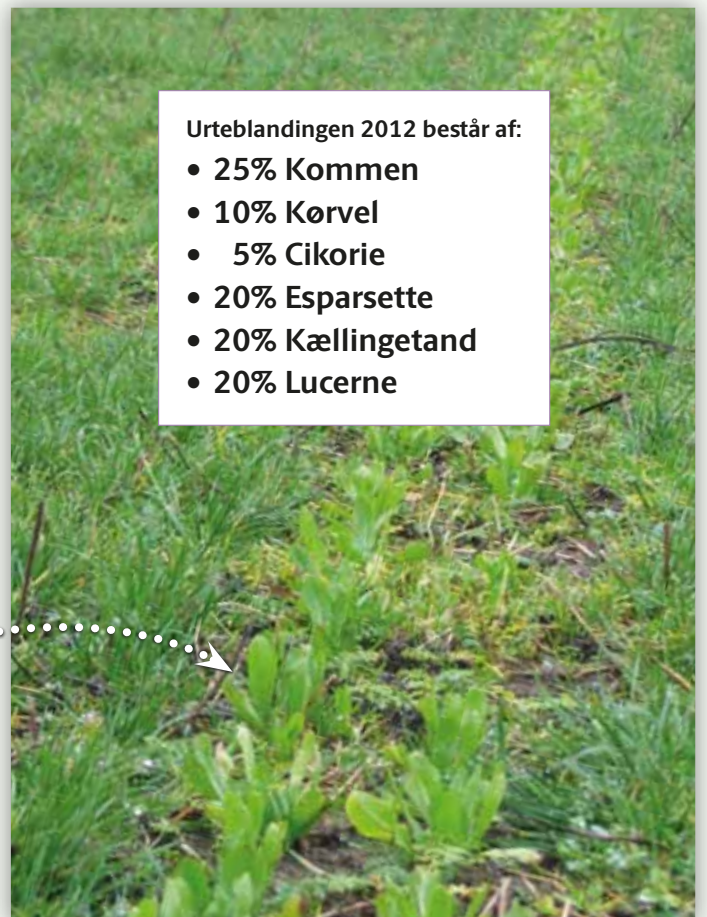 Urteblandingen 2012 består af:
• 25% Kommen
• 10% Kørvel
• 5% Cikorie
• 20% Esparsette
• 20% Kællingetand
• 20% Lucerne